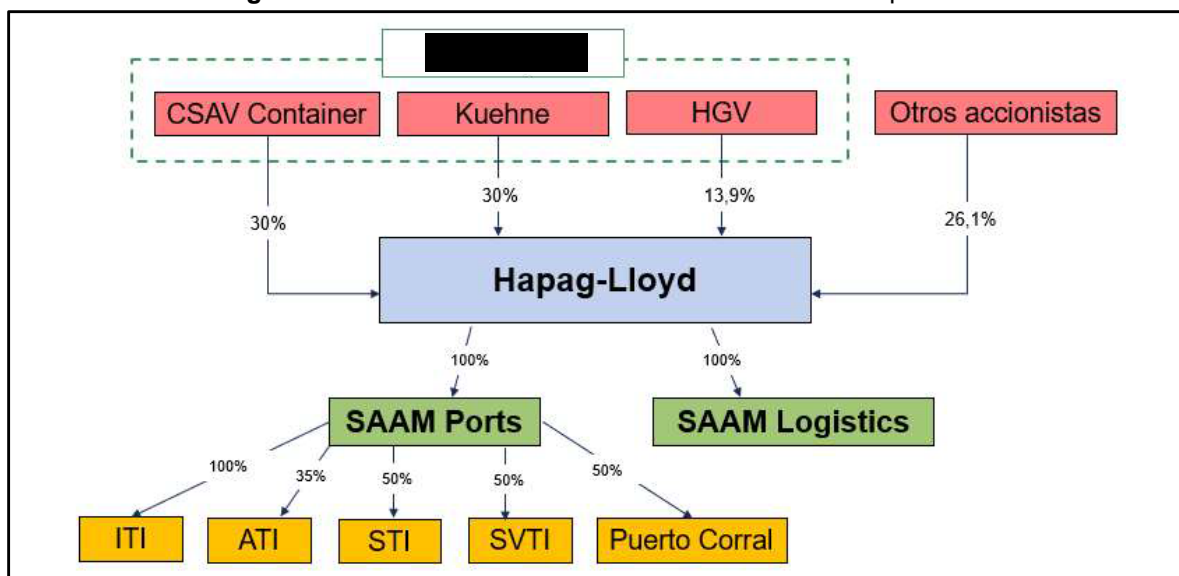 CSAV Container
Kuehne
HGV
Otros accionistas
30%
30%
13,9%
26,1%
Hapag-Lloyd
100%
100%
SAAM Ports
SAAM Logistics
100%
35%
50%
50%
50%
ITI
ATI
STI
SVTI
Puerto Corral